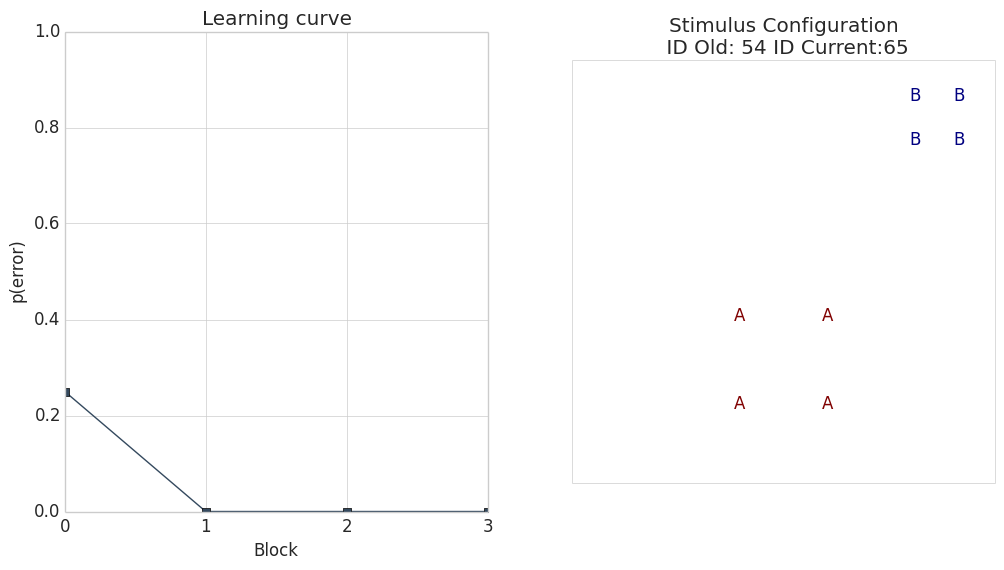 Learning curve
1.0
0.8
0.6
0.4
0.2
0.0
0 1 2 3
p(error)
Block
Stimulus Configuration
ID Old: 54 ID Current:65
B B
B B
A A
A A